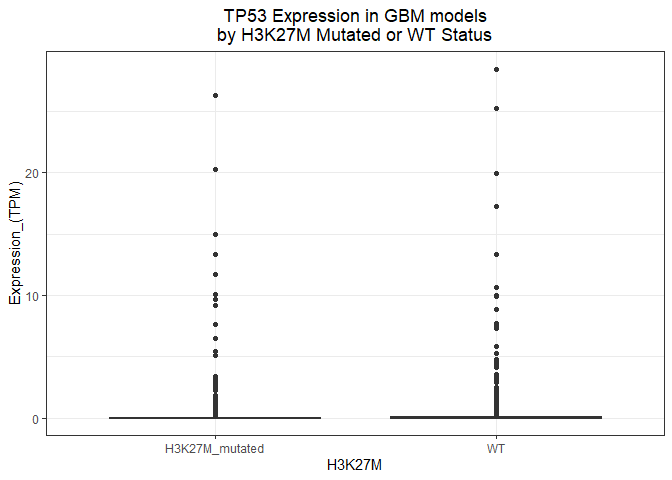 TP53 Expression in GBM models
by H3K27M Mutated or WT Status
Expression_(TPM)
20
10
0
H3K27M_mutated
WT
H3K27M